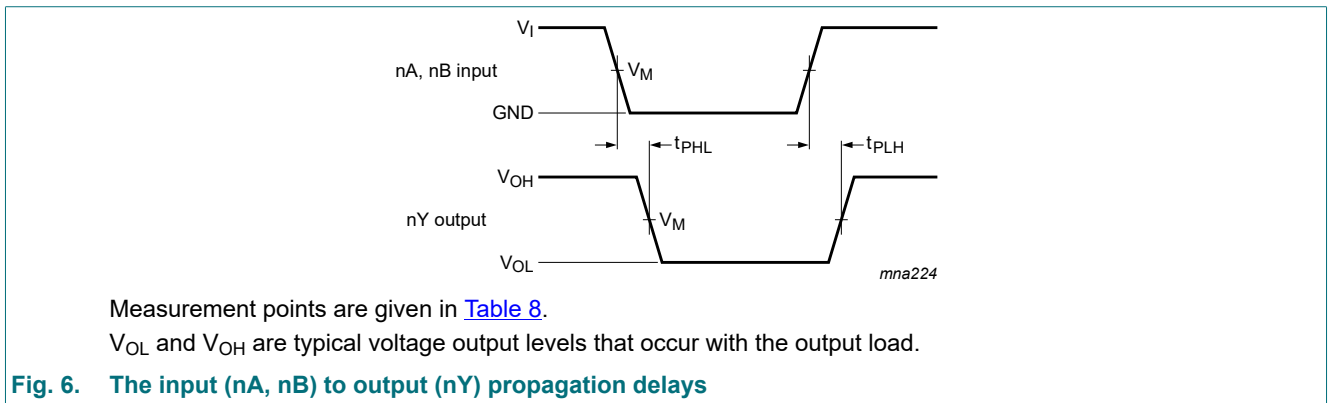 V_I
nA, nB input
V_M
GND
t_PHL
t_PLH
V_OH
nY output
V_M
V_OL
mna224
Measurement points are given in Table 8.
V_OL and V_OH are typical voltage output levels that occur with the output load.
Fig. 6. The input (nA, nB) to output (nY) propagation delays